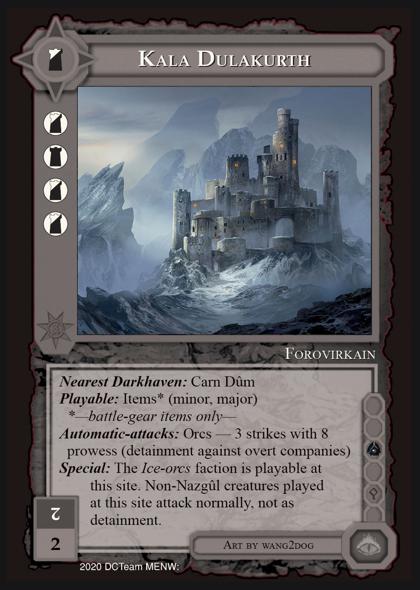 KALA DULAKURTH
FOROVIRKAIN
Nearest Darkhaven: Carn Dûm
Playable: Items* (minor, major)
*—battle-gear items only—
Automatic-attacks: Orcs — 3 strikes with 8
prowess (detainment against overt companies)
Special: The Ice-orcs faction is playable at
this site. Non-Nazgûl creatures played
at this site attack normally, not as
detainment.
2
2
ART BY WANG2DOG
2020 DCTeam MENW: